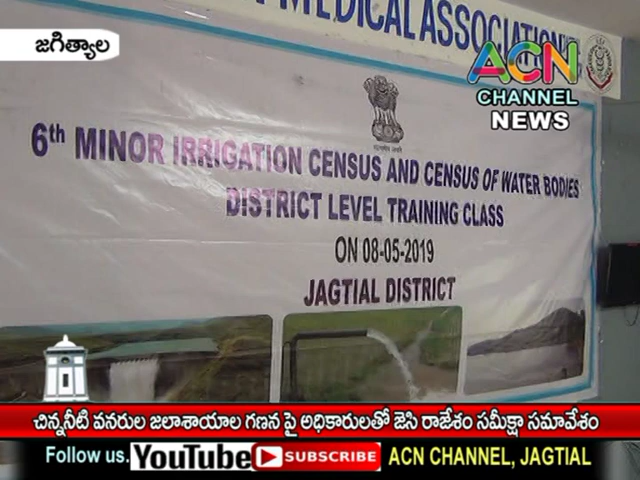 MEDICAL ASSOCIATION
జగిత్యాల
ACN
CHANNEL
NEWS
6th MINOR IRRIGATION CENSUS AND CENSUS OF WATER BODIES
DISTRICT LEVEL TRAINING CLASS
ON 08-05-2019
JAGTIAL DISTRICT
చిన్ననీటి వనరుల జలాశాయాల గణన పై అధికారులతో జెసి రాజేశం సమీక్షా సమావేశం
Follow us. YouTube SUBSCRIBE ACN CHANNEL, JAGTIAL